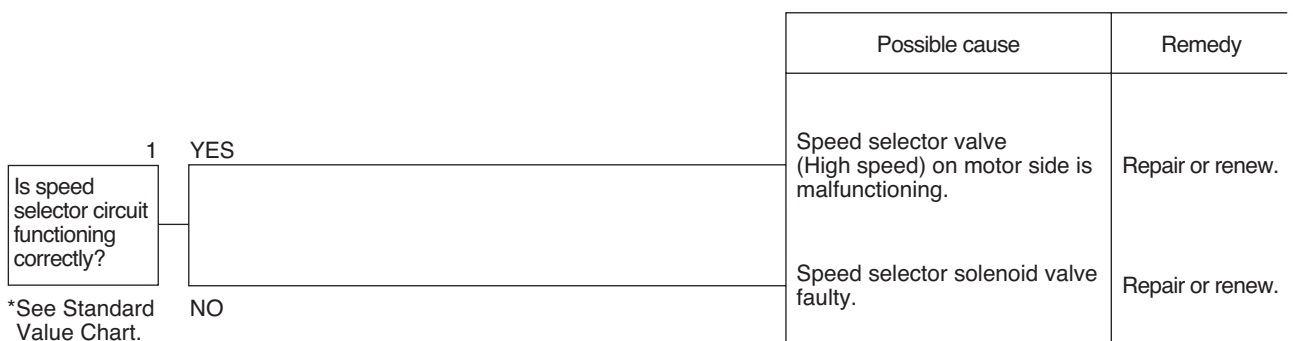 Possible cause
Remedy
1
YES
Is speed
selector circuit
functioning
correctly?
*See Standard
Value Chart.
NO
Speed selector valve
(High speed) on motor side is
malfunctioning.
Repair or renew.
Speed selector solenoid valve
faulty.
Repair or renew.